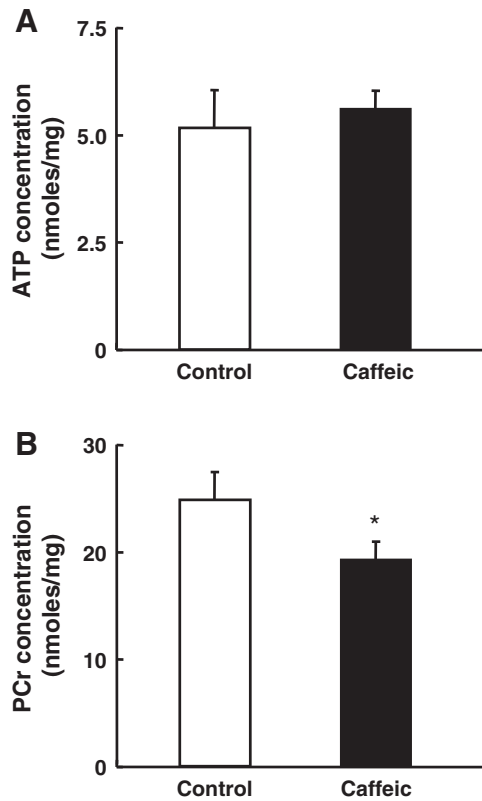 A
7.5
5.0
2.5
0
ATP concentration
(nmoles/mg)
Control Caffeic
B
30
20
10
0
PCr concentration
(nmoles/mg)
*
Control Caffeic